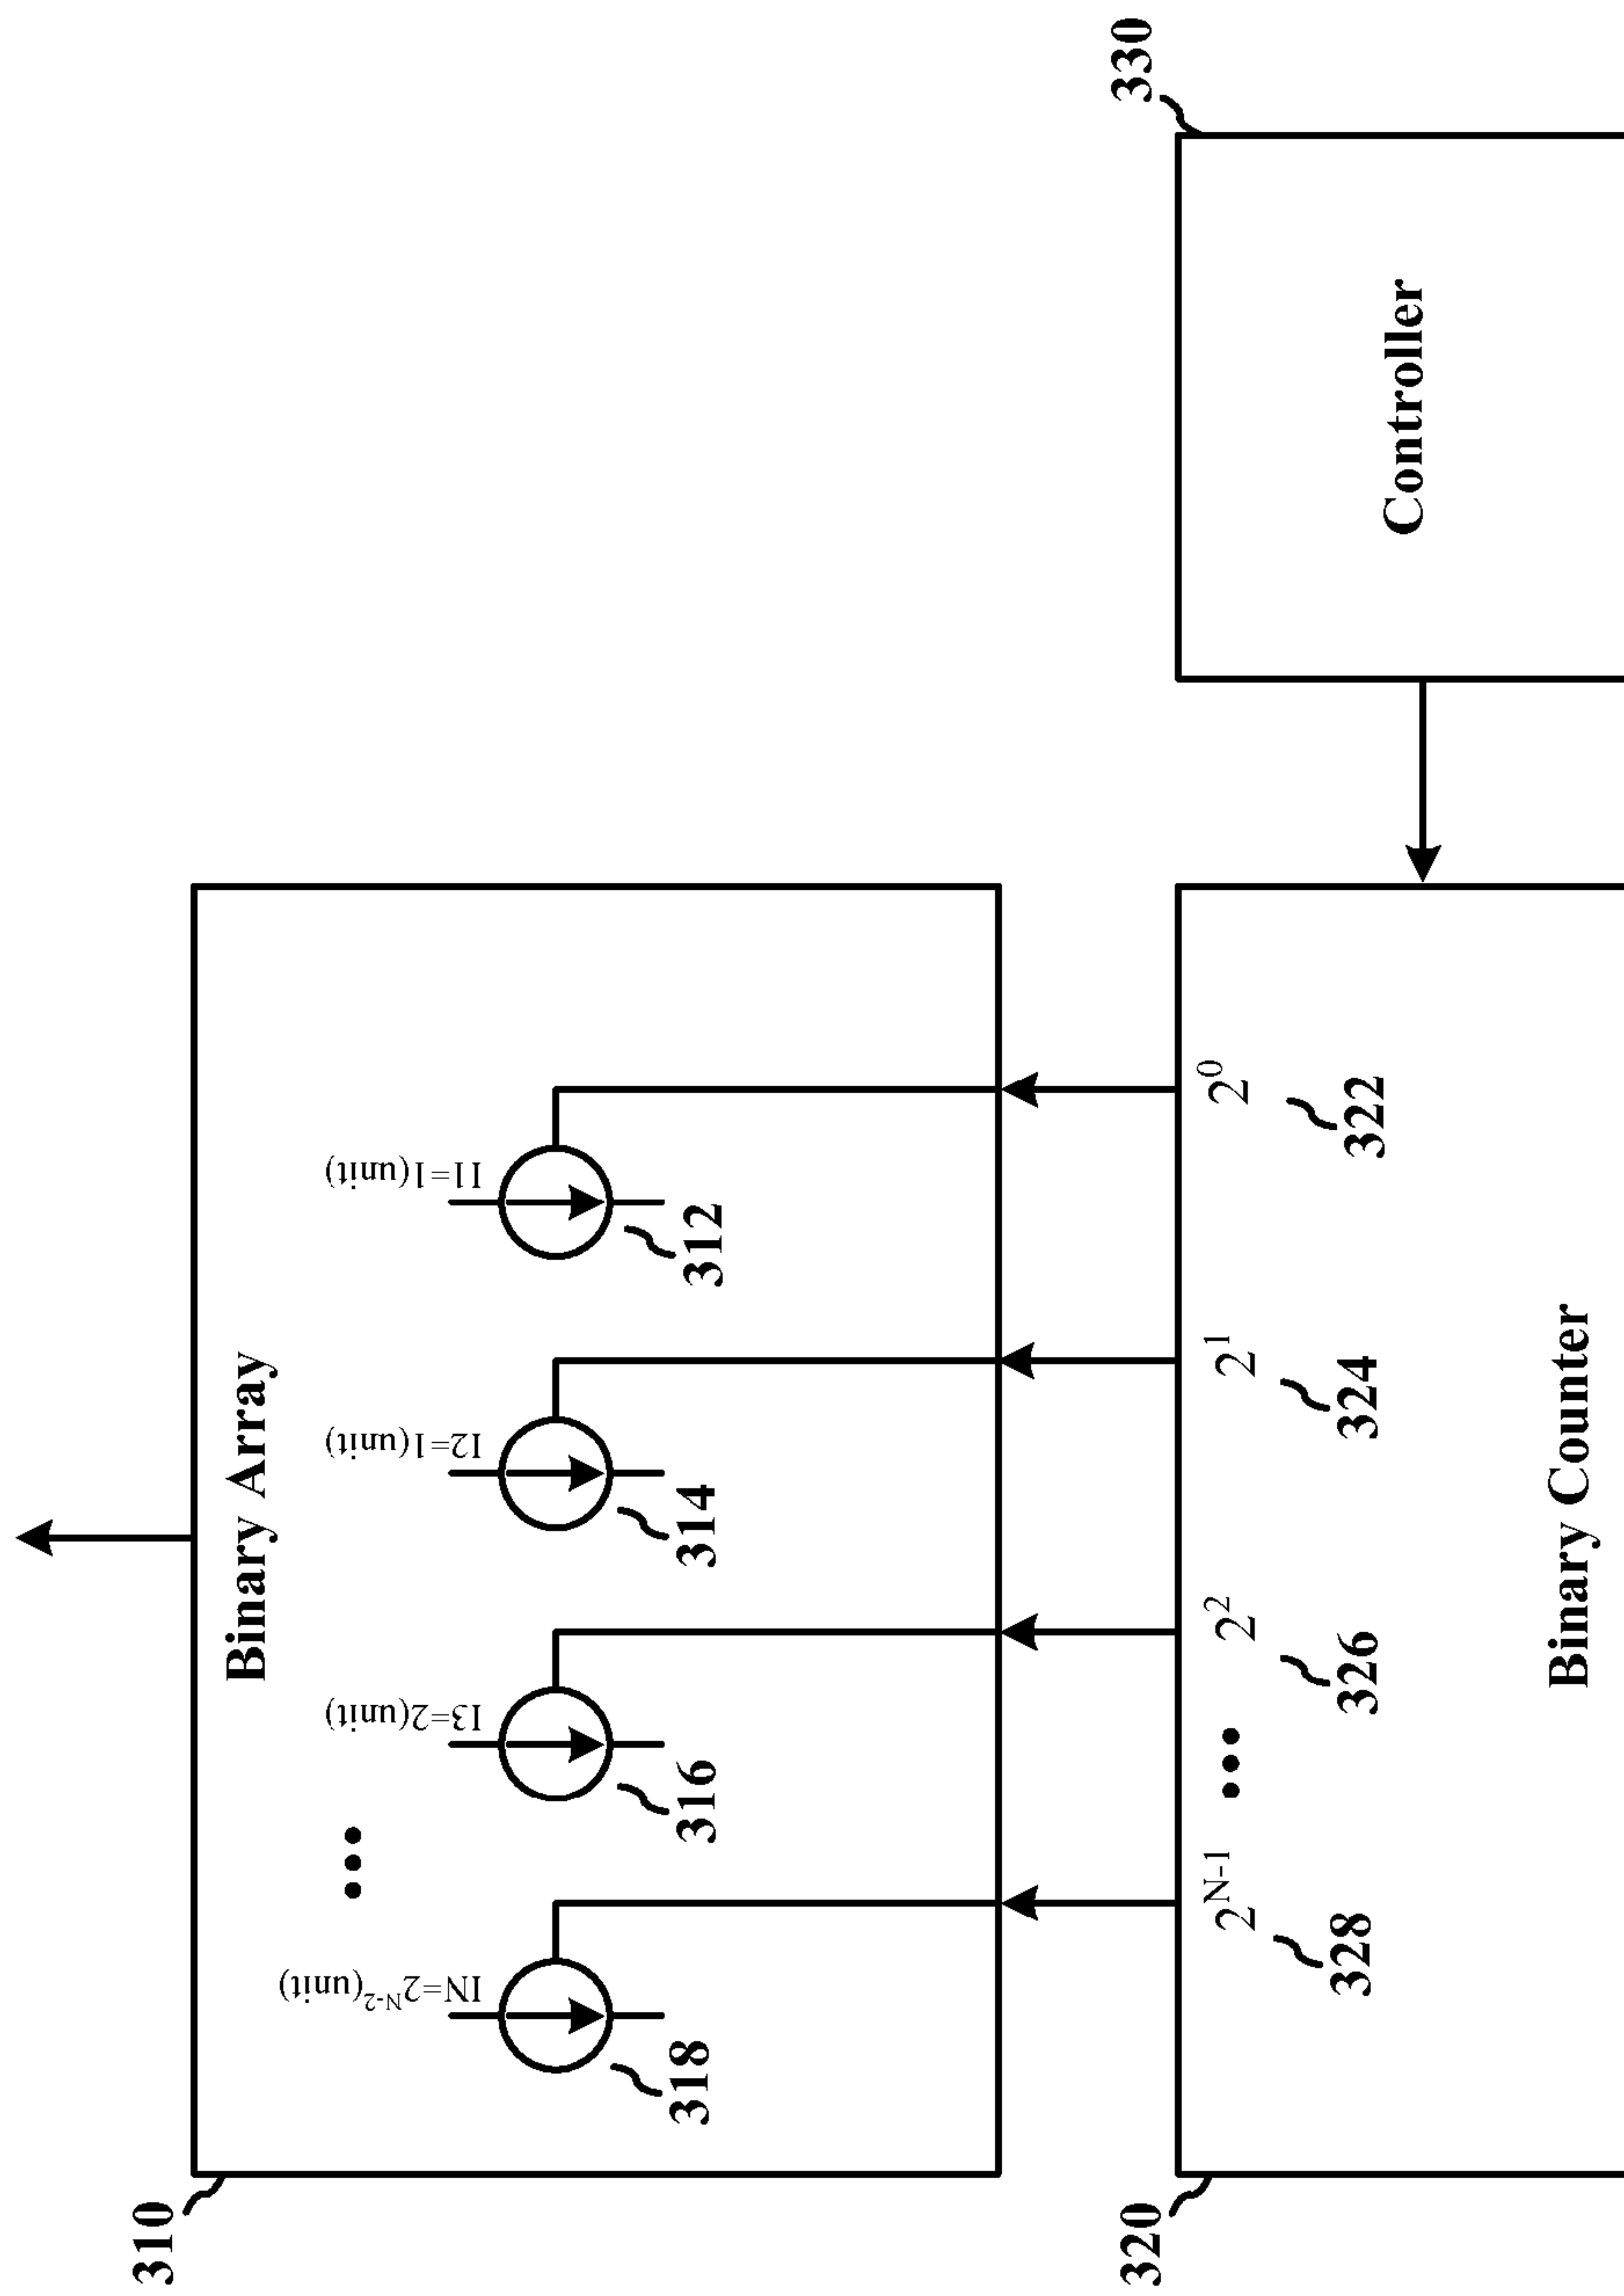 310
Binary Array
IN=2^N-2(unit)
I3=2(unit)
I2=1(unit)
I1=1(unit)
318
316
314
312
330
320
2^N-1
2^2
2^1
2^0
328
326
324
322
Controller
Binary Counter